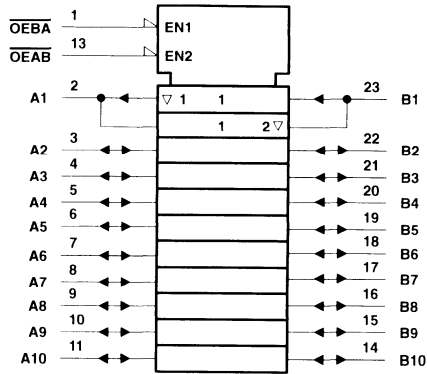 O̅E̅B̅A̅ 1 EN1
O̅E̅A̅B̅ 13 EN2
A1 2 ▽ 1 1 23 B1
1 2 ▽
A2 3 22 B2
A3 4 21 B3
A4 5 20 B4
A5 6 19 B5
A6 7 18 B6
A7 8 17 B7
A8 9 16 B8
A9 10 15 B9
A10 11 14 B10